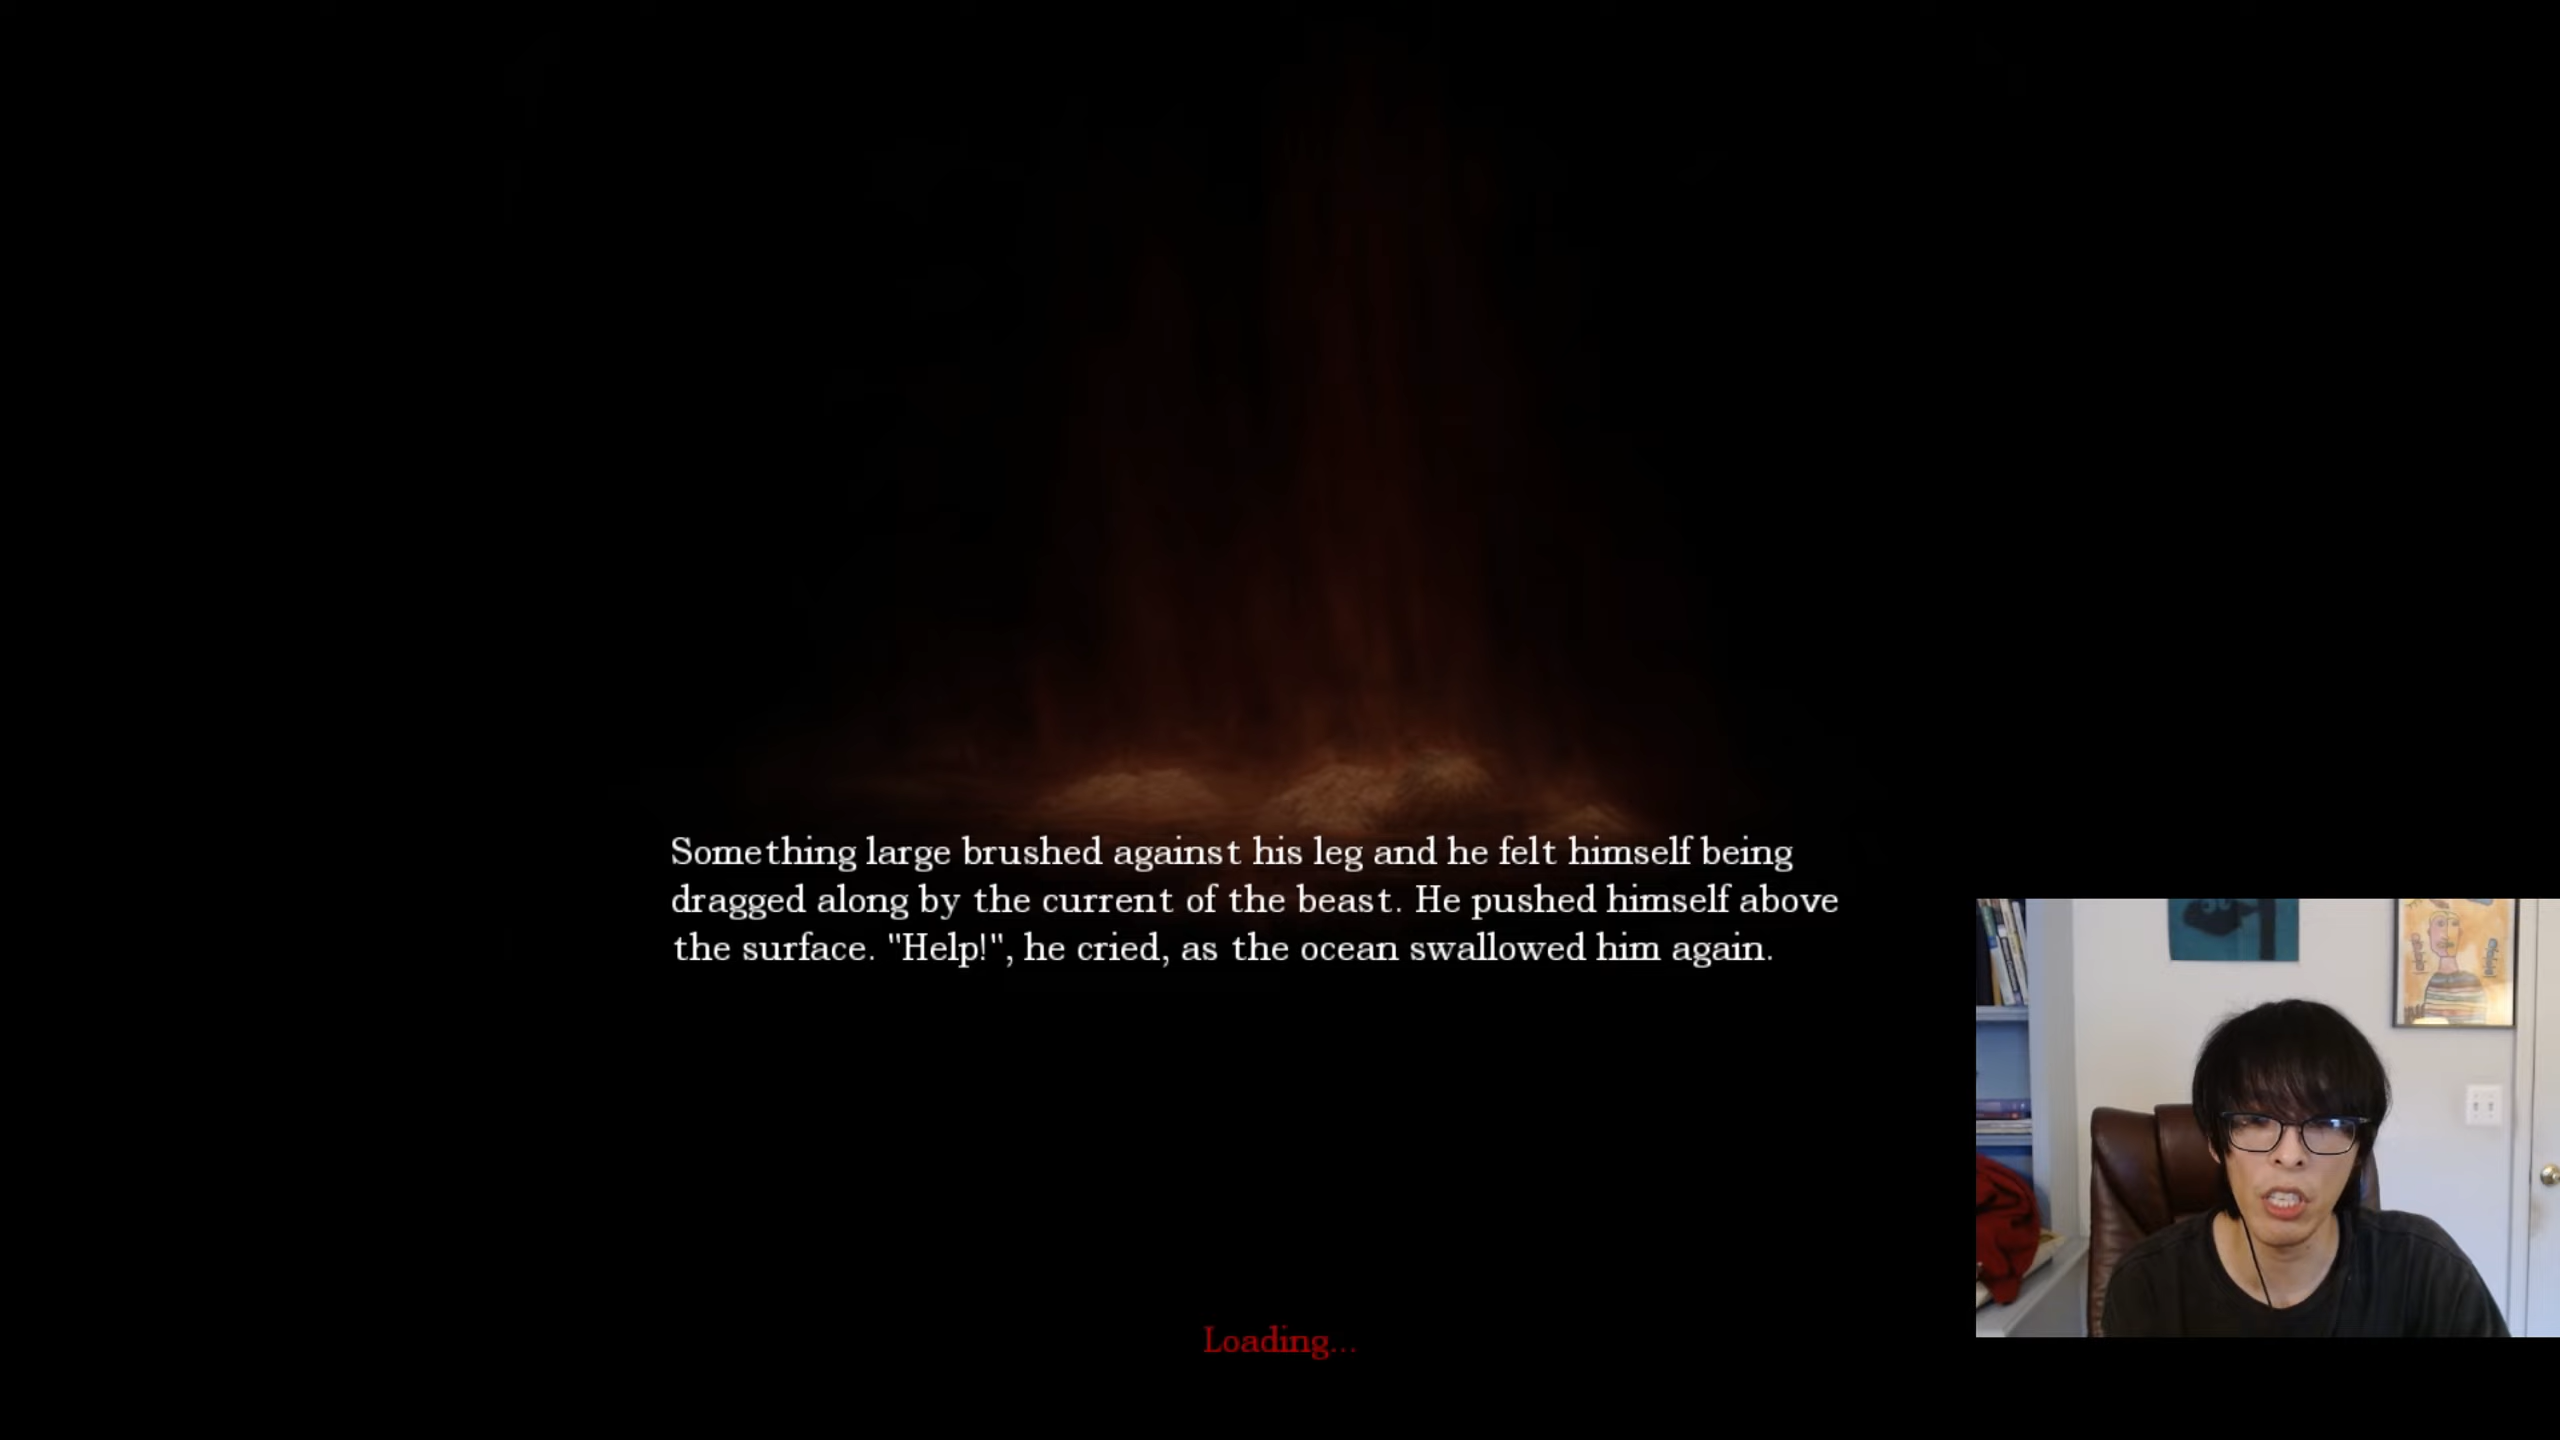 Something large brushed against his leg and he felt himself being
dragged along by the current of the beast. He pushed himself above
the surface. "Help!", he cried, as the ocean swallowed him again.
Loading...